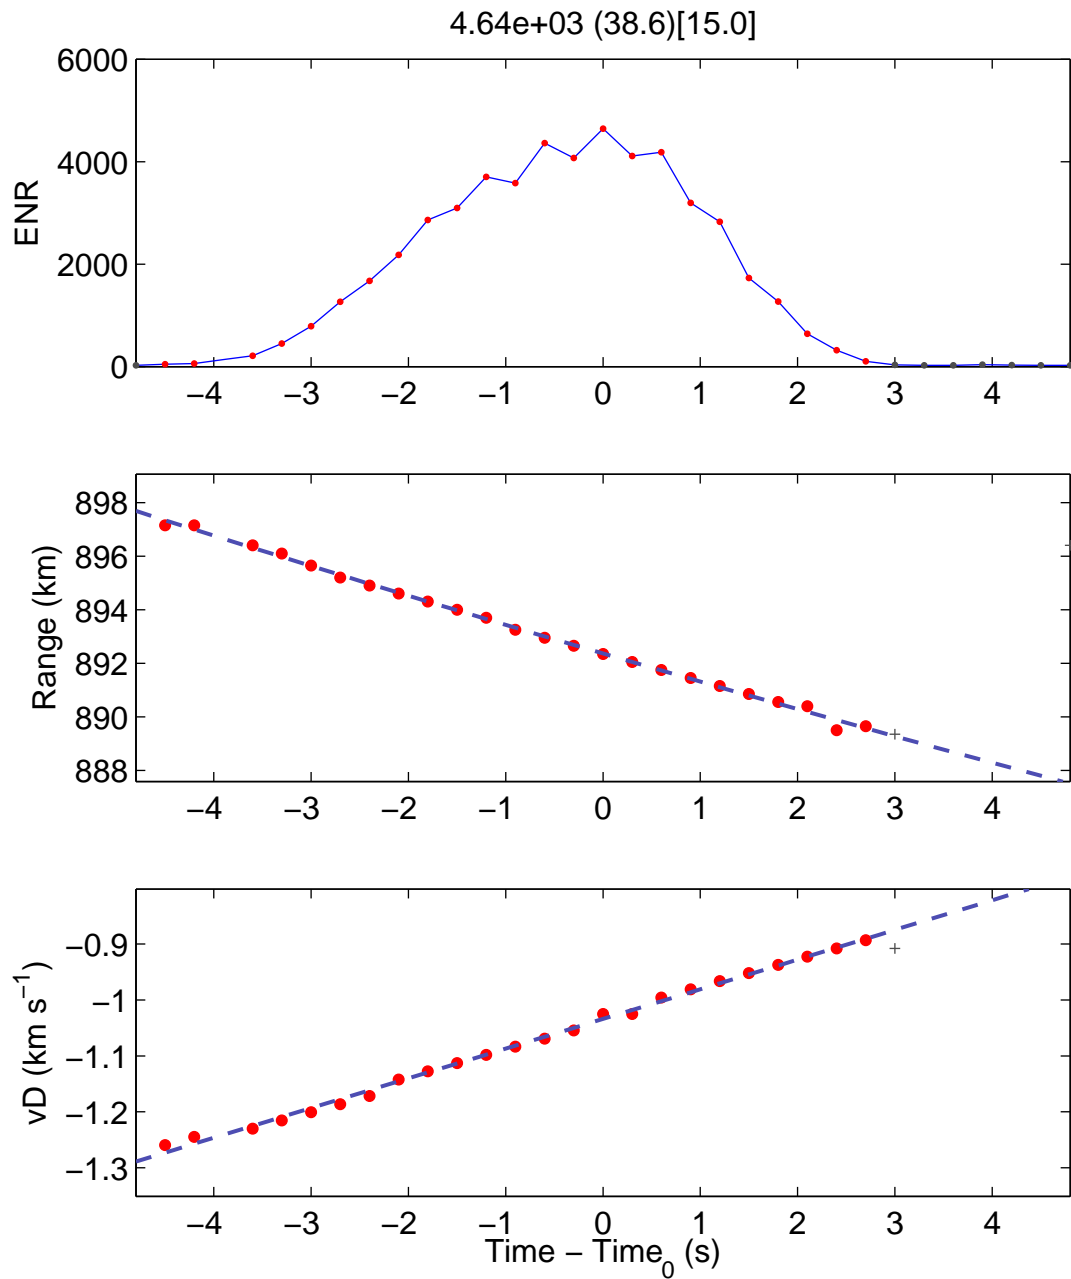 4.64e+03 (38.6)[15.0]
6000
4000
2000
0
ENR
−4 −3 −2 −1 0 1 2 3 4
898
896
894
892
890
888
Range (km)
−4 −3 −2 −1 0 1 2 3 4
−0.9
−1
−1.1
−1.2
−1.3
vD (km s⁻¹)
−4 −3 −2 −1 0 1 2 3 4
Time − Time₀ (s)